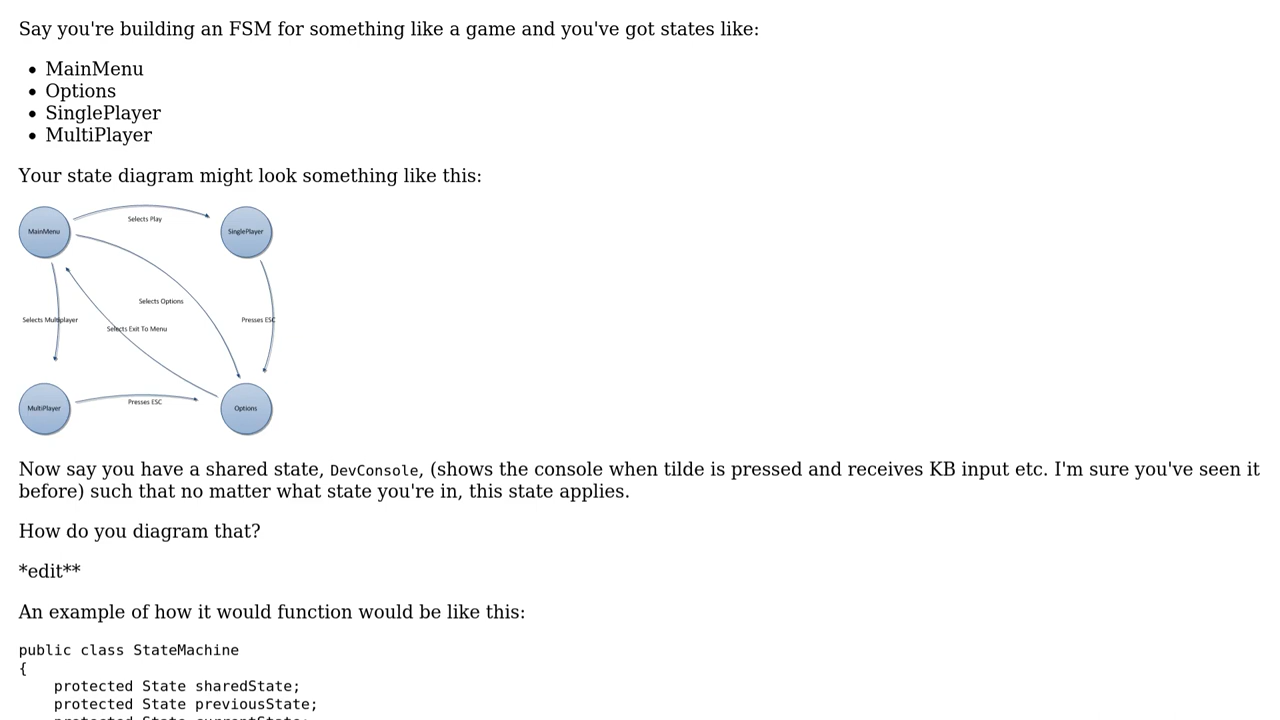 Say you're building an FSM for something like a game and you've got states like:
MainMenu
Options
SinglePlayer
MultiPlayer
Your state diagram might look something like this:
Selects Play
MainMenu
SinglePlayer
Selects Options
Selects Multiplayer
Presses ESC
Selects Exit To Menu
Presses ESC
MultiPlayer
Options
Now say you have a shared state, DevConsole, (shows the console when tilde is pressed and receives KB input etc. I'm sure you've seen it
before) such that no matter what state you're in, this state applies.
How do you diagram that?
*edit**
An example of how it would function would be like this:
public class StateMachine
{
    protected State sharedState;
    protected State previousState;
    protected State currentState;